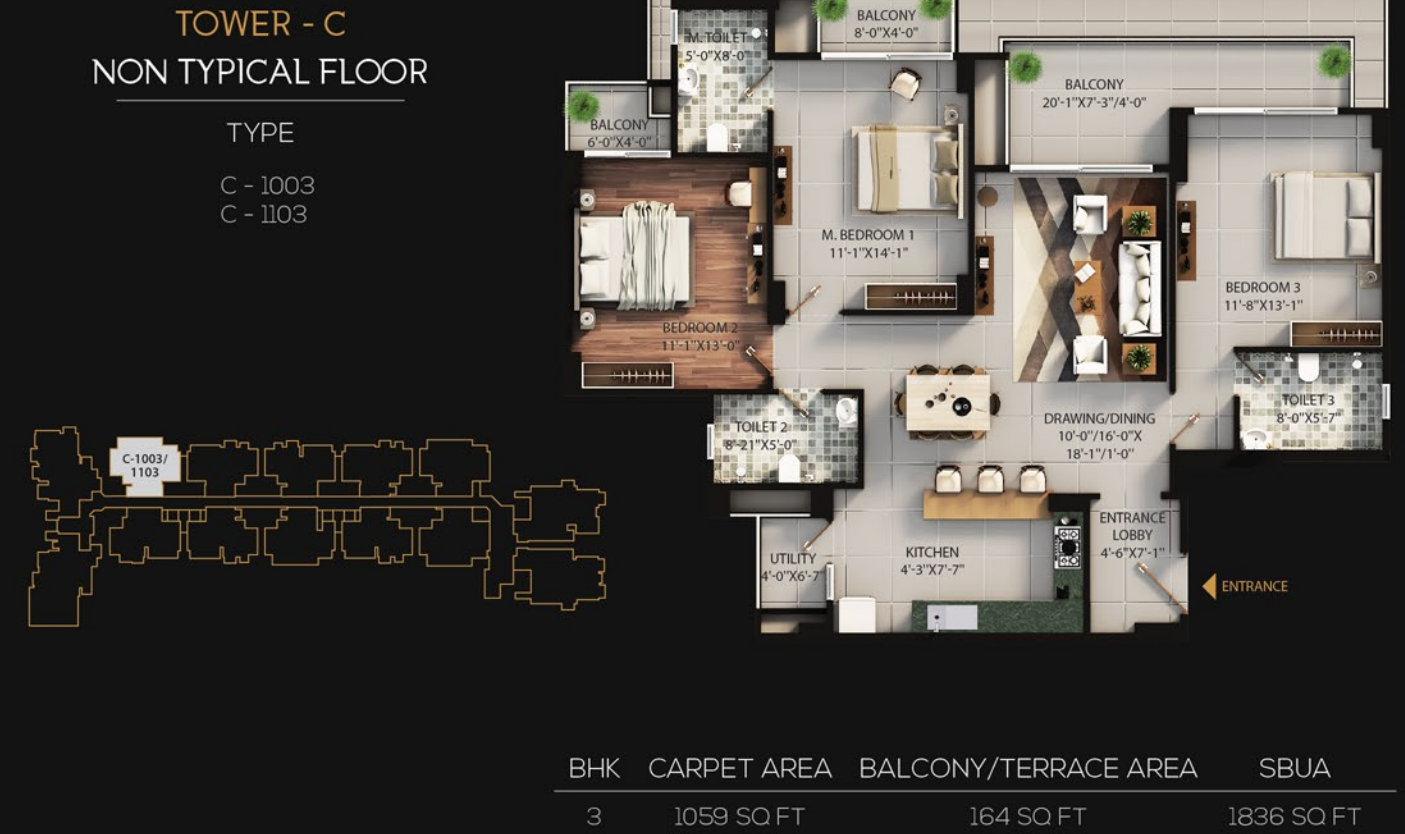 TOWER - C
NON TYPICAL FLOOR
TYPE
C - 1003
C - 1103
BALCONY
8'-0"X4'-0"
M. TOILET
5'-0"X8'-0"
BALCONY
20'-1"X7'-3"/4'-0"
BALCONY
6'-0"X4'-0"
M. BEDROOM 1
11'-1"X14'-1"
BEDROOM 3
11'-8"X13'-1"
BEDROOM 2
11'-1"X13'-0"
TOILET 3
8'-0"X5'-7"
DRAWING/DINING
10'-0"/16'-0"X
18'-1"/1'-0"
TOILET 2
8'-21"X5'-0"
C-1003/
1103
ENTRANCE
LOBBY
4'-6"X7'-1"
KITCHEN
4'-3"X7'-7"
UTILITY
4'-0"X6'-7"
ENTRANCE
BHK CARPET AREA BALCONY/TERRACE AREA SBUA
3 1059 SQ FT 164 SQ FT 1836 SQ FT